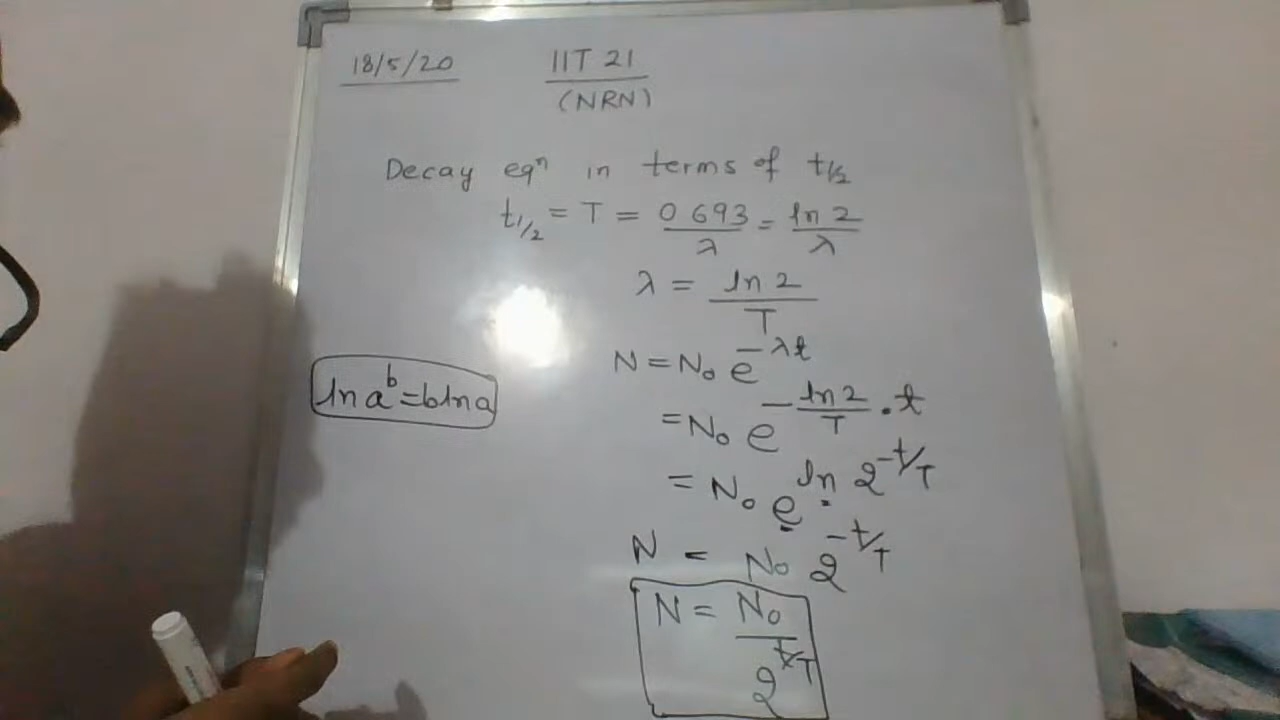 18/5/20
IIT 21
(NRN)
Decay eqⁿ in terms of t1/2
t1/2 = T = 0 693/λ = ln 2/λ
λ = ln 2/T
N = N₀ e^-λt
ln a^b = b ln a
= N₀ e^-ln 2/T . t
= N₀ e^ln 2^-t/T
N = N₀ 2^-t/T
N = N₀/2^t/T